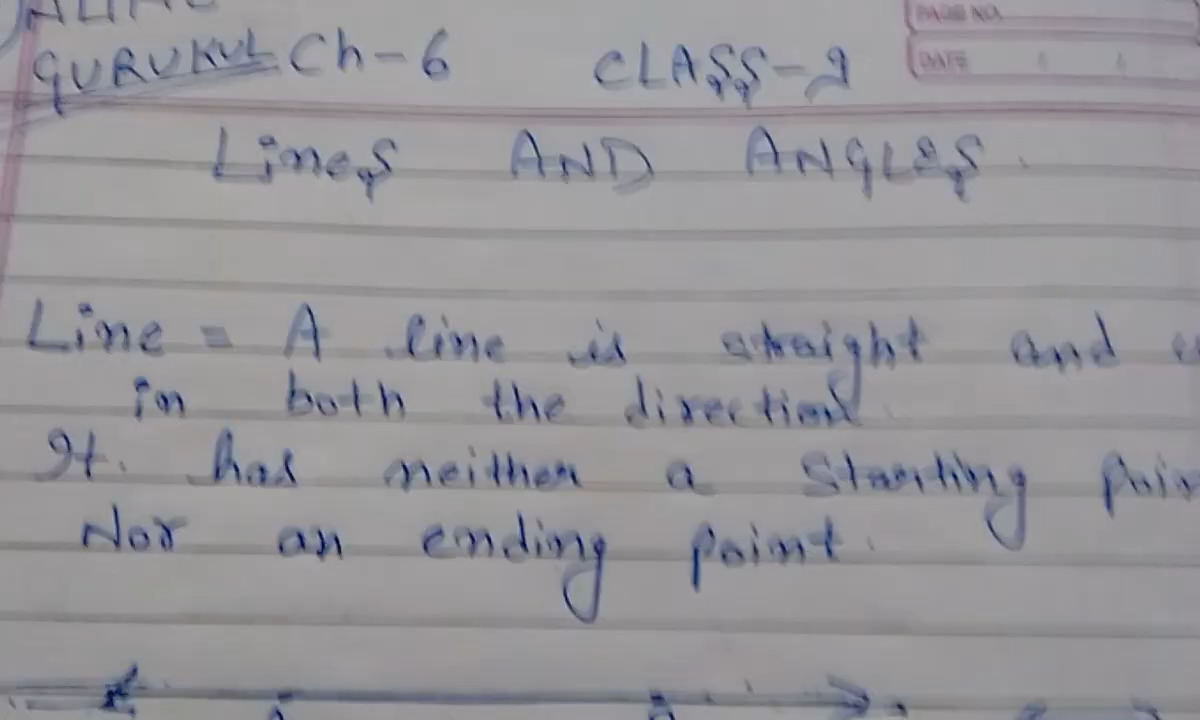 GURUKUL Ch-6 CLASS-9
PAGE NO.
DATE
Lines AND ANGLES
Line = A line is straight and
in both the direction.
It. has neither a starting
Nor an ending point.